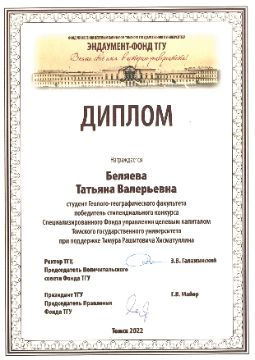 ЭНДАУМЕНТ-ФОНД ТГУ
ДИПЛОМ
Награждается
Беляева
Татьяна Валерьевна
студент Геолого-географического факультета
победитель стипендиального конкурса
Специализированного Фонда управления целевым капиталом
Томского государственного университета
при поддержке Тимура Рашитовича Хисматуллина
Ректор ТГУ,
Председатель Попечительского
совета Фонда ТГУ
Э.В. Галажинский
Президент ТГУ
Председатель Правления
Фонда ТГУ
Г.В. Майер
Томск 2022